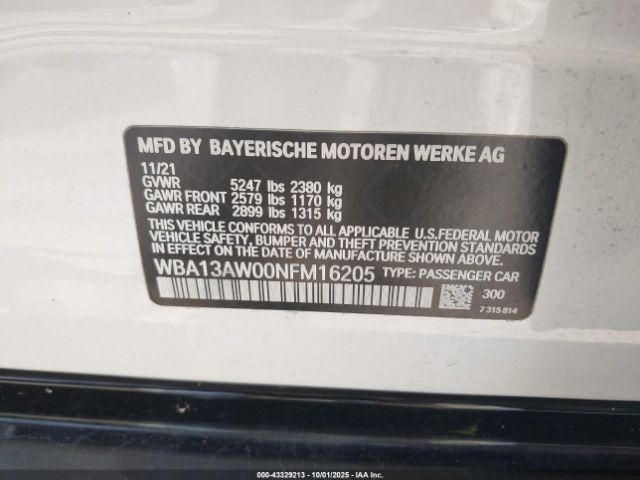 MFD BY BAYERISCHE MOTOREN WERKE AG
11/21
GVWR 5247 lbs 2380 kg
GAWR FRONT 2579 lbs 1170 kg
GAWR REAR 2899 lbs 1315 kg
THIS VEHICLE CONFORMS TO ALL APPLICABLE U.S.FEDERAL MOTOR
VEHICLE SAFETY, BUMPER, AND THEFT PREVENTION STANDARDS
IN EFFECT ON THE DATE OF MANUFACTURE SHOWN ABOVE.
WBA13AW00NFM16205 TYPE: PASSENGER CAR
300
7315814
000-43329213 - 10/01/2025 - Copyright IAA, Inc.